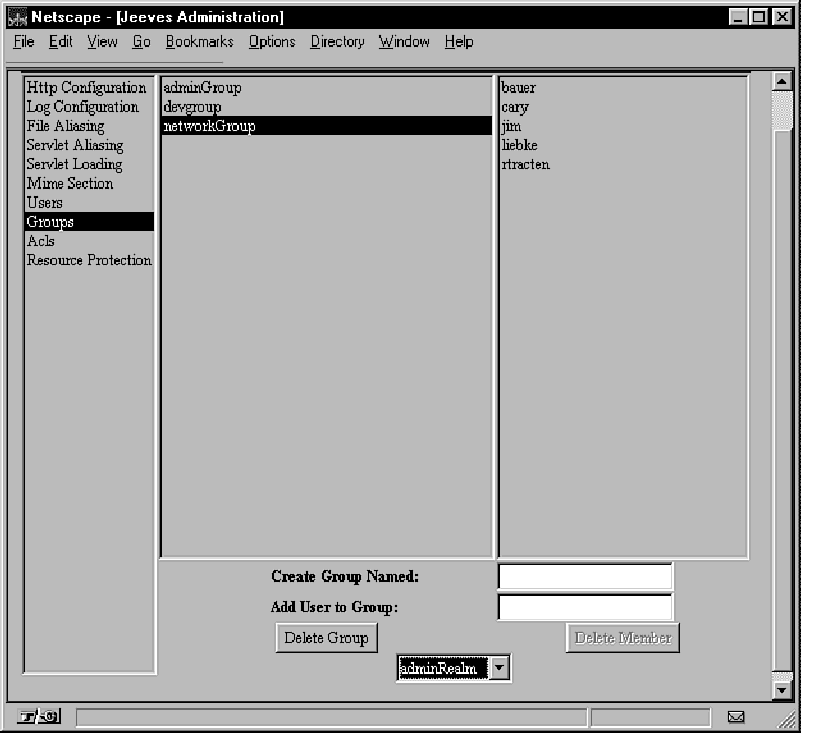 Netscape - [Jeeves Administration]
File Edit View Go Bookmarks Options Directory Window Help
Http Configuration
Log Configuration
File Aliasing
Servlet Aliasing
Servlet Loading
Mime Section
Users
Groups
Acls
Resource Protection
adminGroup
devgroup
networkGroup
bauer
cary
jim
liebke
rtracten
Create Group Named:
Add User to Group:
Delete Group
Delete Member
adminRealm